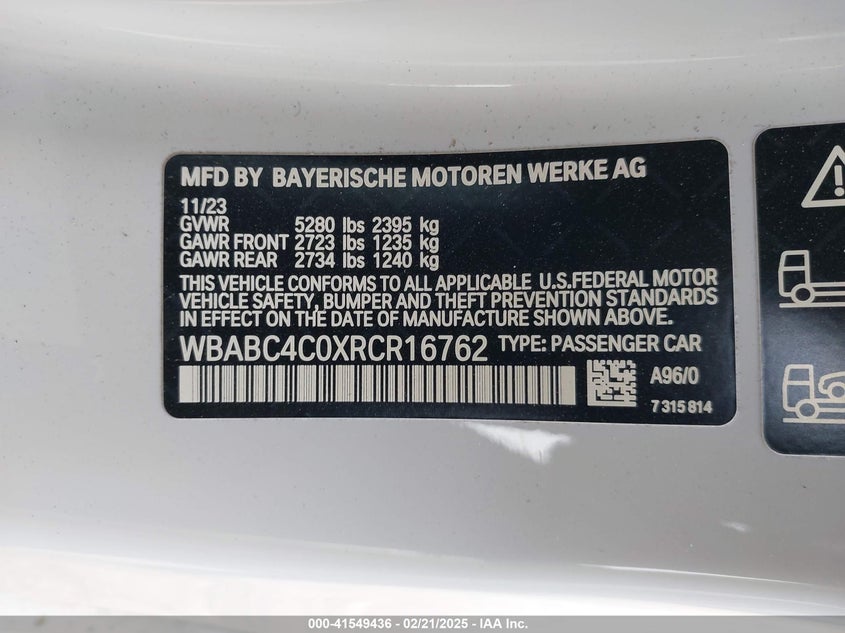 MFD BY BAYERISCHE MOTOREN WERKE AG
11/23
GVWR 5280 lbs 2395 kg
GAWR FRONT 2723 lbs 1235 kg
GAWR REAR 2734 lbs 1240 kg
THIS VEHICLE CONFORMS TO ALL APPLICABLE U.S.FEDERAL MOTOR
VEHICLE SAFETY, BUMPER AND THEFT PREVENTION STANDARDS
IN EFFECT ON THE DATE OF MANUFACTURE SHOWN ABOVE.
WBABC4C0XRCR16762 TYPE: PASSENGER CAR
A96/0
7 315 814
000-41549436 - 02/21/2025 - IAA Inc.